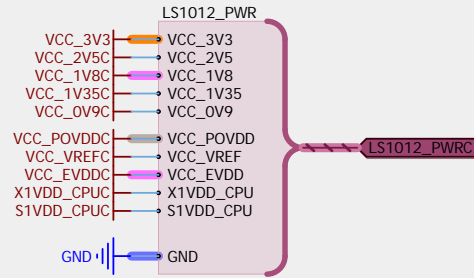 LS1012_PWR
VCC_3V3 VCC_3V3
VCC_2V5C VCC_2V5
VCC_1V8C VCC_1V8
VCC_1V35C VCC_1V35
VCC_0V9C VCC_0V9
VCC_POVDDC VCC_POVDD
LS1012_PWRC
VCC_VREFC VCC_VREF
VCC_EVDDC VCC_EVDD
X1VDD_CPUC X1VDD_CPU
S1VDD_CPUC S1VDD_CPU
GND GND